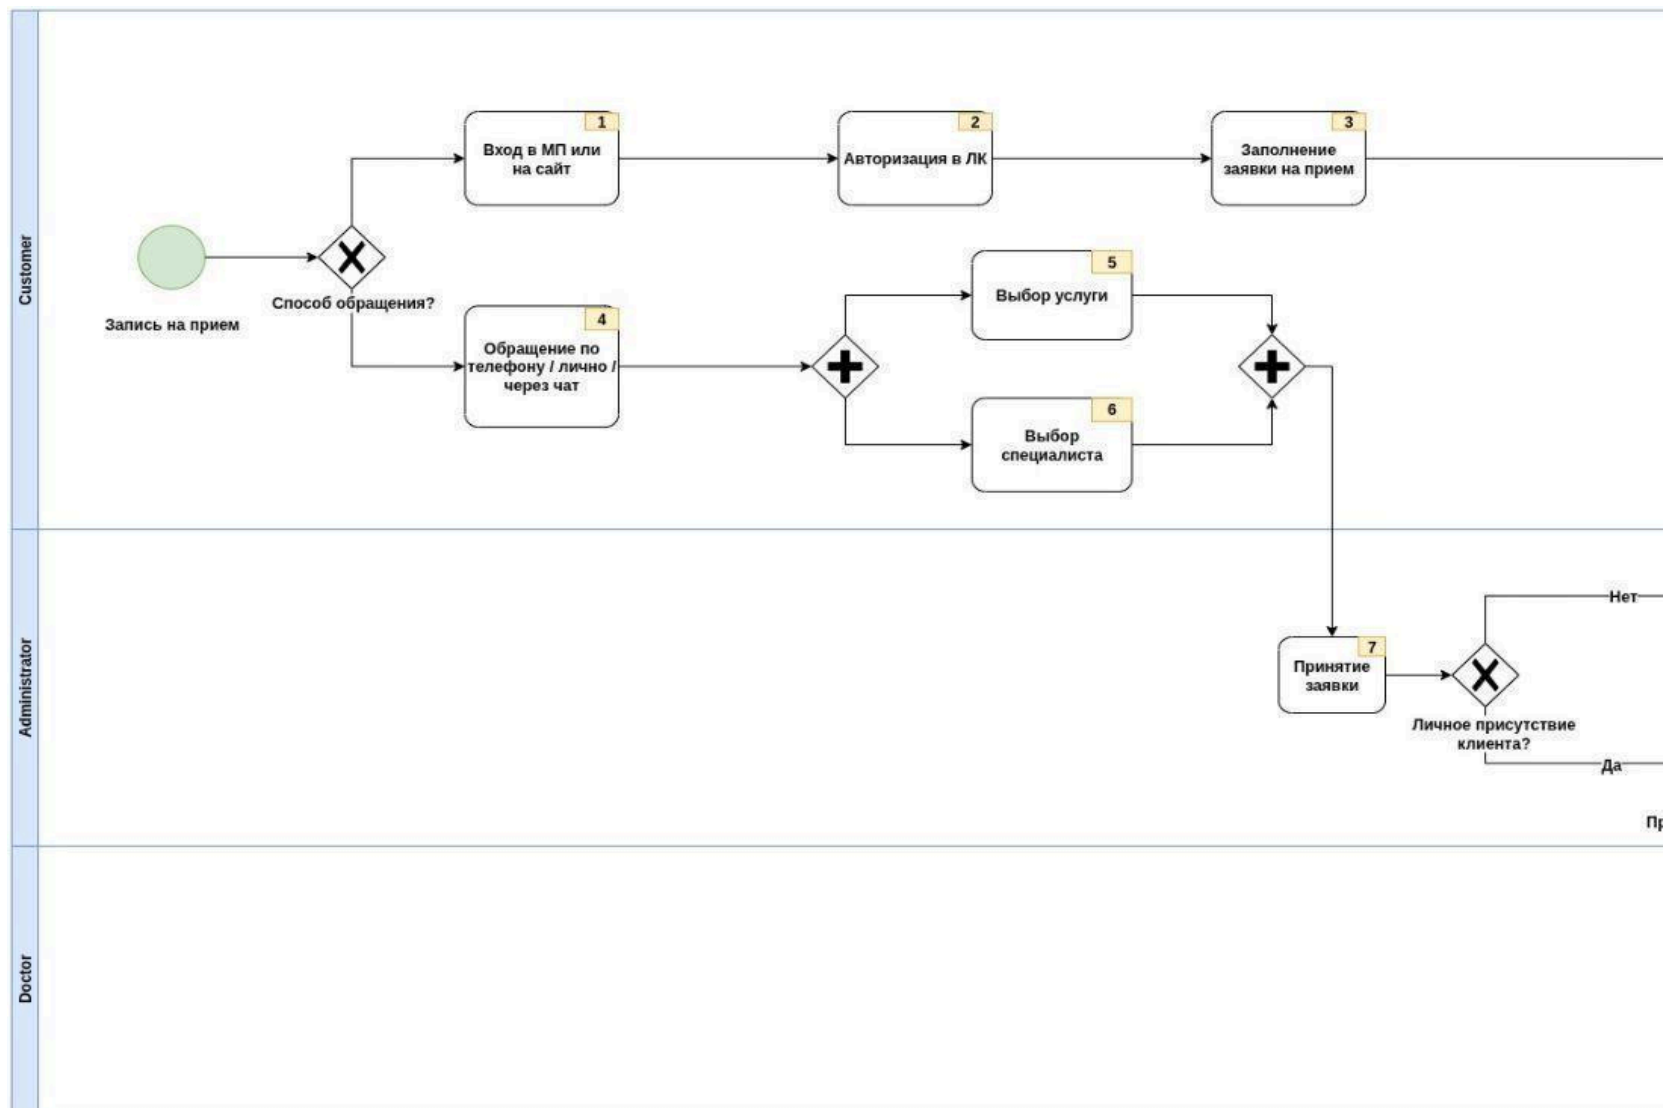 Customer
1
Вход в МП или
на сайт
2
Авторизация в ЛК
3
Заполнение
заявки на прием
Запись на прием
Способ обращения?
4
Обращение по
телефону / лично /
через чат
5
Выбор услуги
6
Выбор
специалиста
Administrator
7
Принятие
заявки
Нет
Личное присутствие
клиента?
Да
Doctor